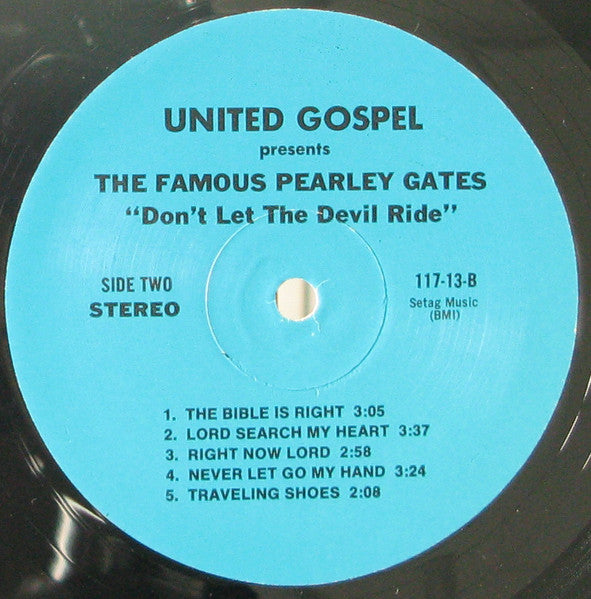 UNITED GOSPEL
presents
THE FAMOUS PEARLEY GATES
"Don't Let The Devil Ride"
SIDE TWO
STEREO
117-13-B
Setag Music
(BMI)
1. THE BIBLE IS RIGHT 3:05
2. LORD SEARCH MY HEART 3:37
3. RIGHT NOW LORD 2:58
4. NEVER LET GO MY HAND 3:24
5. TRAVELING SHOES 2:08